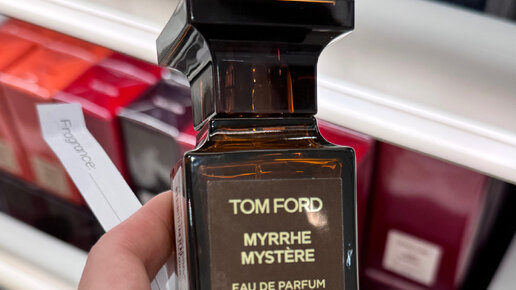 Fragrance
TOM FORD
MYRRHE
MYSTÈRE
EAU DE PARFUM